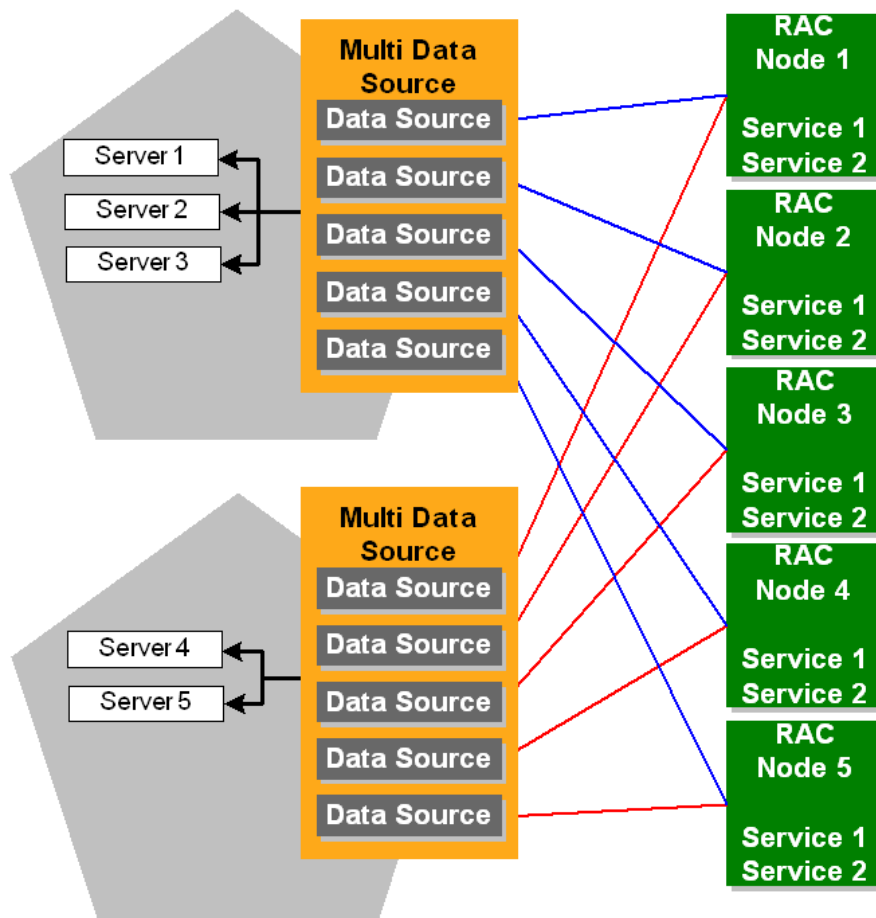 Multi Data
Source
Data Source
Data Source
Data Source
Data Source
Data Source
Server 1
Server 2
Server 3
Multi Data
Source
Data Source
Data Source
Data Source
Data Source
Data Source
Server 4
Server 5
RAC
Node 1
Service 1
Service 2
RAC
Node 2
Service 1
Service 2
RAC
Node 3
Service 1
Service 2
RAC
Node 4
Service 1
Service 2
RAC
Node 5
Service 1
Service 2